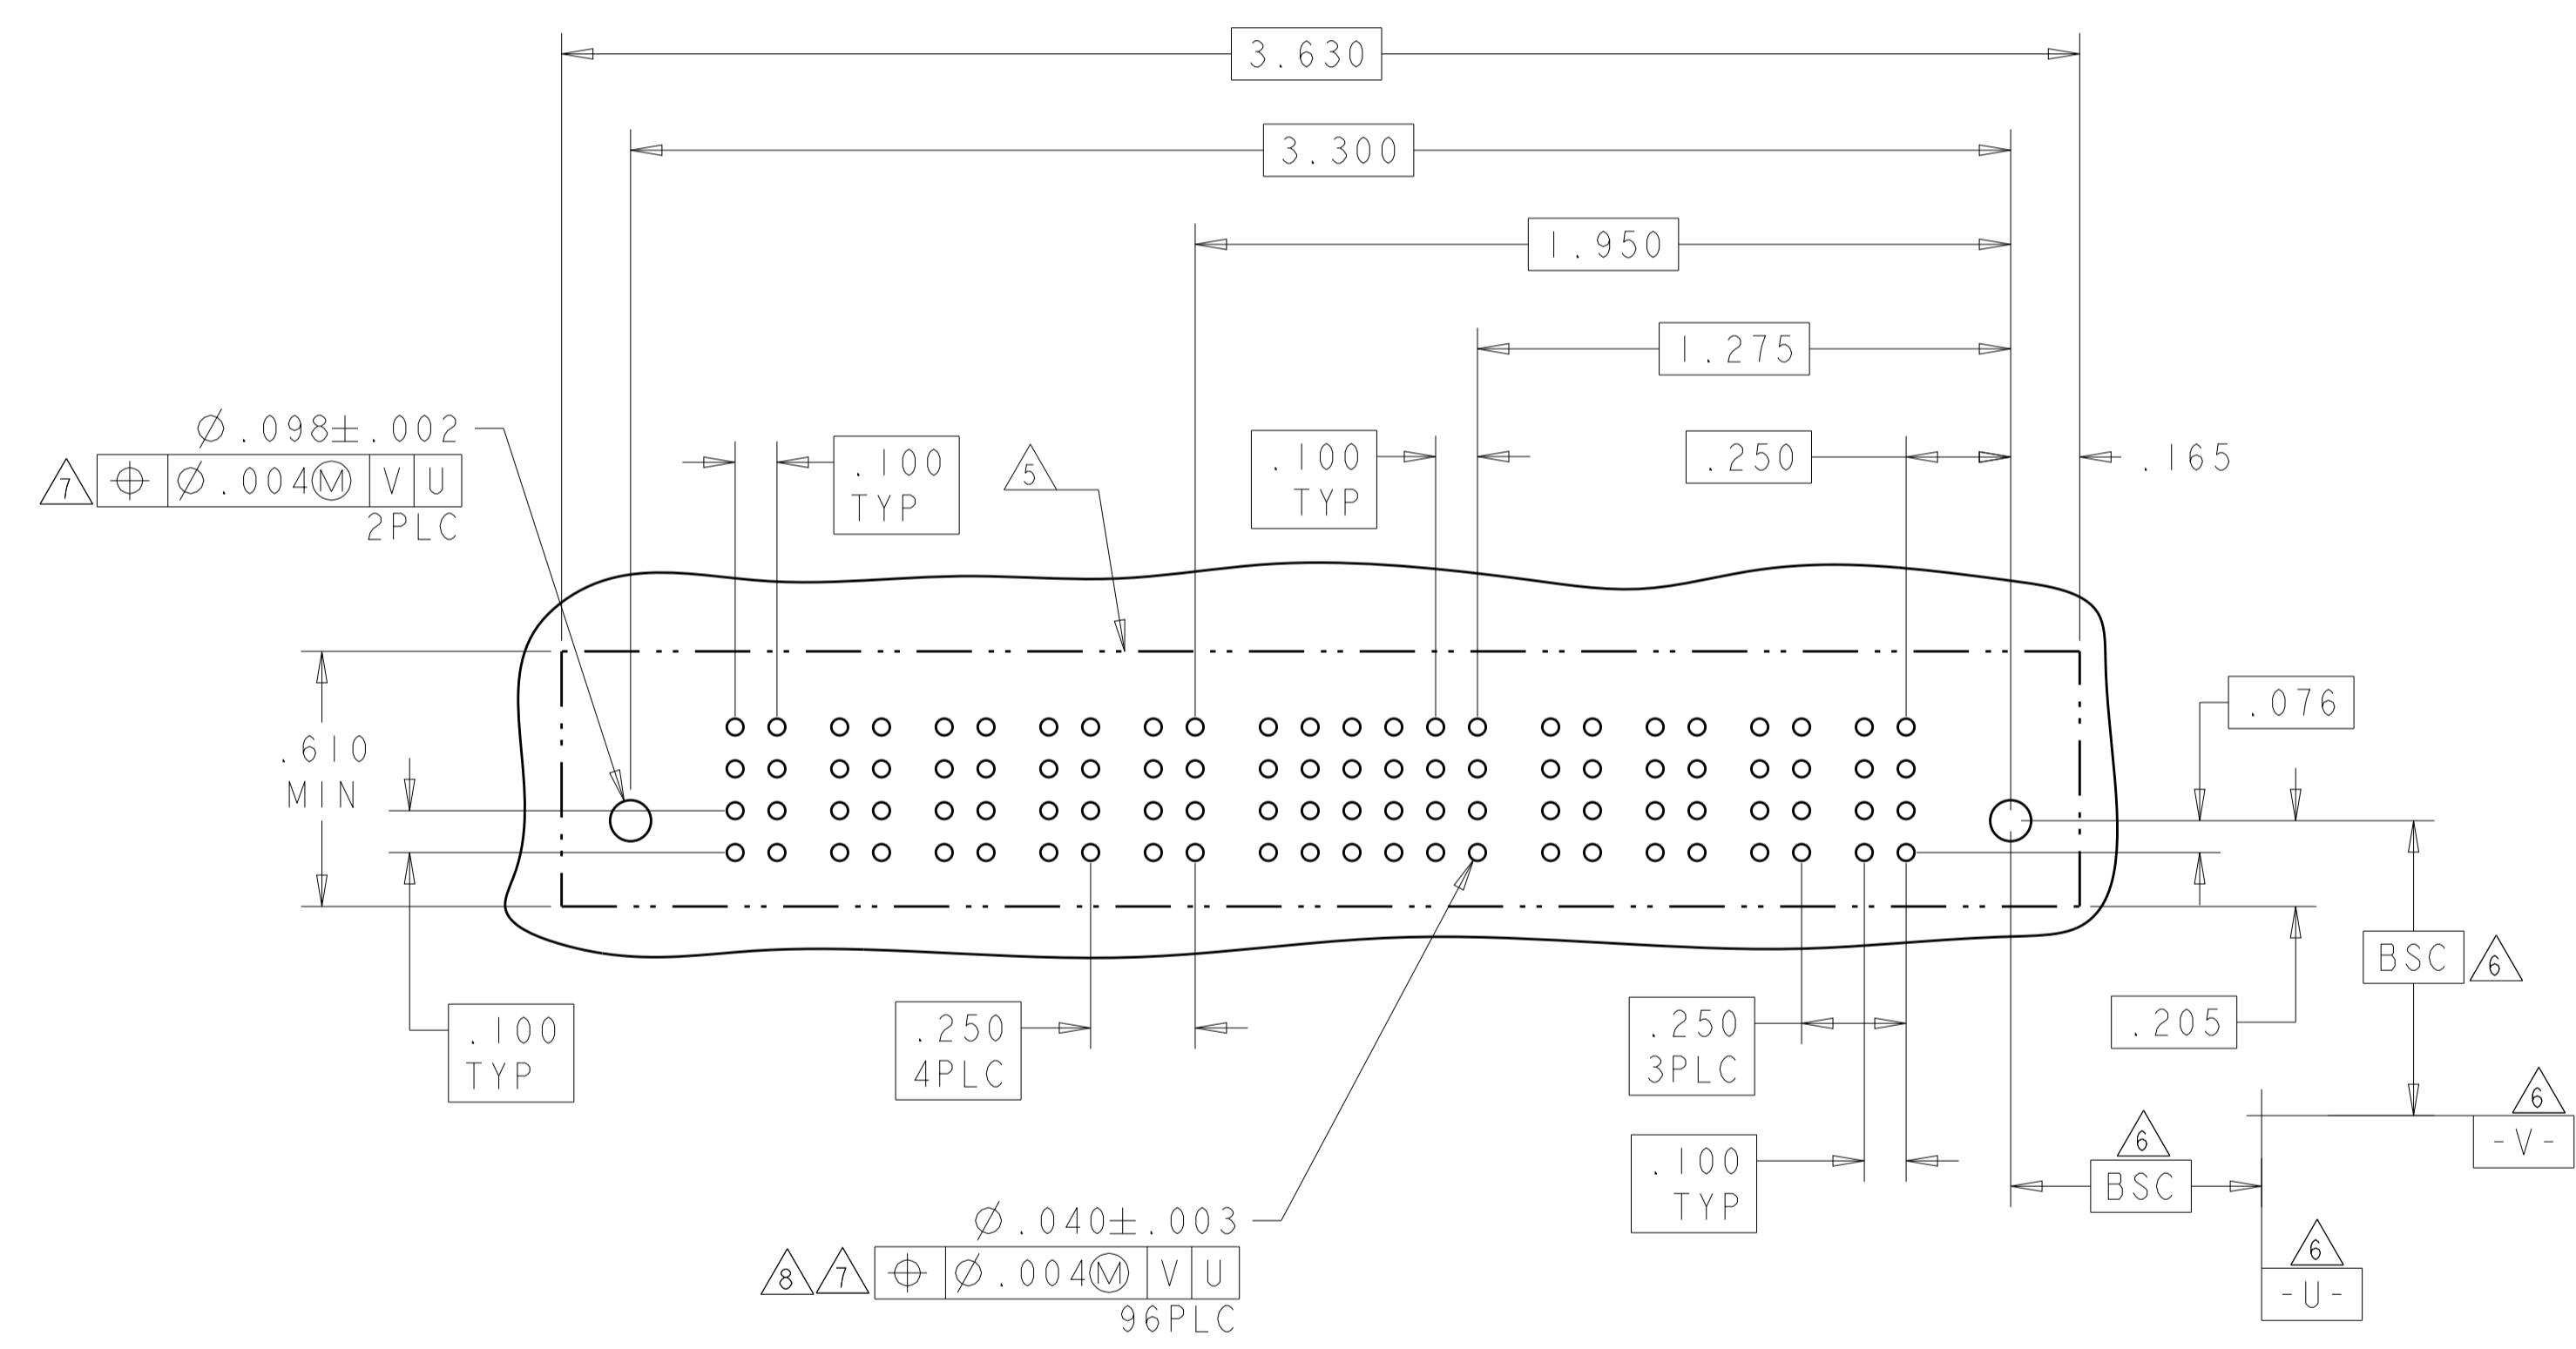 3.630
3.300
1.950
1.275
Ø.098±.002
7 ⌖ Ø.004Ⓜ V U
2PLC
.100
TYP
5
.100
TYP
.250
.165
.610
MIN
.076
BSC 6
.205
.100
TYP
.250
4PLC
.250
3PLC
.100
TYP
6
BSC
6
-V-
6
-U-
Ø.040±.003
8 7 ⌖ Ø.004Ⓜ V U
96PLC